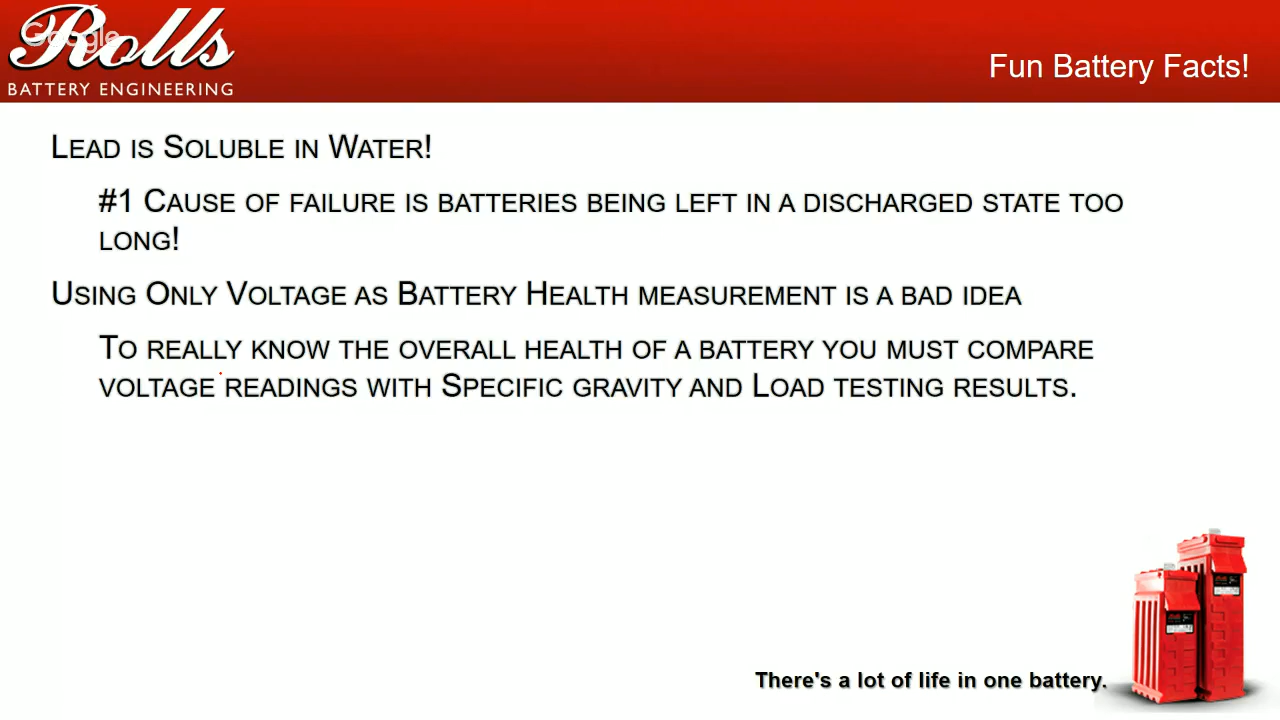 Google
Rolls
BATTERY ENGINEERING
Fun Battery Facts!
LEAD IS SOLUBLE IN WATER!
#1 CAUSE OF FAILURE IS BATTERIES BEING LEFT IN A DISCHARGED STATE TOO
LONG!
USING ONLY VOLTAGE AS BATTERY HEALTH MEASUREMENT IS A BAD IDEA
TO REALLY KNOW THE OVERALL HEALTH OF A BATTERY YOU MUST COMPARE
VOLTAGE READINGS WITH SPECIFIC GRAVITY AND LOAD TESTING RESULTS.
There's a lot of life in one battery.